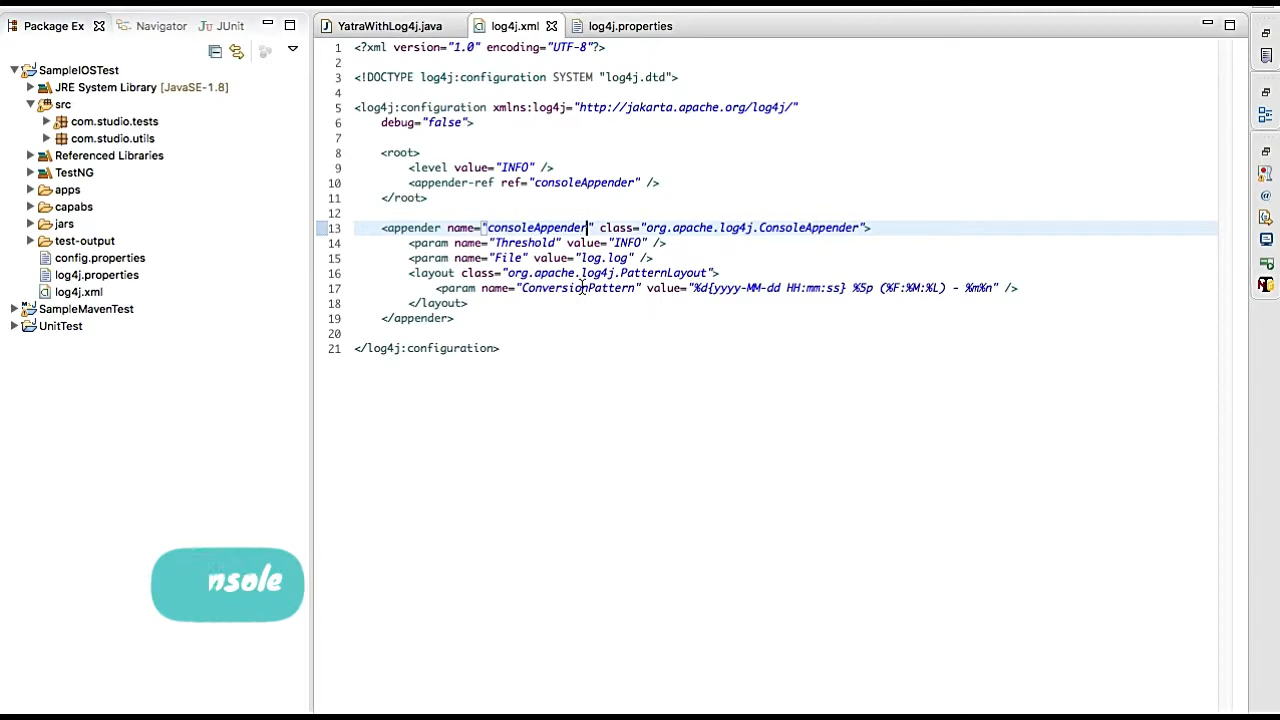 Package Ex
Navigator
JUnit
YatraWithLog4j.java
log4j.xml
log4j.properties
SampleIOSTest
JRE System Library [JavaSE-1.8]
src
com.studio.tests
com.studio.utils
Referenced Libraries
TestNG
apps
capabs
jars
test-output
config.properties
log4j.properties
log4j.xml
SampleMavenTest
UnitTest
1 <?xml version="1.0" encoding="UTF-8"?>
2
3 <!DOCTYPE log4j:configuration SYSTEM "log4j.dtd">
4
5 <log4j:configuration xmlns:log4j="http://jakarta.apache.org/log4j/"
6 debug="false">
7
8 <root>
9 <level value="INFO" />
10 <appender-ref ref="consoleAppender" />
11 </root>
12
13 <appender name="consoleAppender" class="org.apache.log4j.ConsoleAppender">
14 <param name="Threshold" value="INFO" />
15 <param name="File" value="log.log" />
16 <layout class="org.apache.log4j.PatternLayout">
17 <param name="ConversionPattern" value="%d{yyyy-MM-dd HH:mm:ss} %5p (%F:%M:%L) - %m%n" />
18 </layout>
19 </appender>
20
21 </log4j:configuration>
nsole